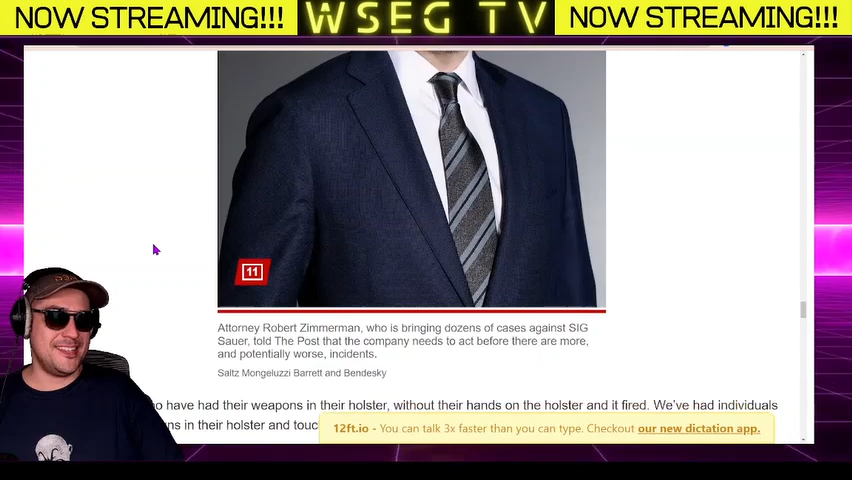 NOW STREAMING!!!
WSEG TV
NOW STREAMING!!!
11
Attorney Robert Zimmerman, who is bringing dozens of cases against SIG
Sauer, told The Post that the company needs to act before there are more,
and potentially worse, incidents.
Saltz Mongeluzzi Barrett and Bendesky
have had their weapons in their holster, without their hands on the holster and it fired. We've had individuals
in their holster and
12ft.io - You can talk 3x faster than you can type. Checkout our new dictation app.